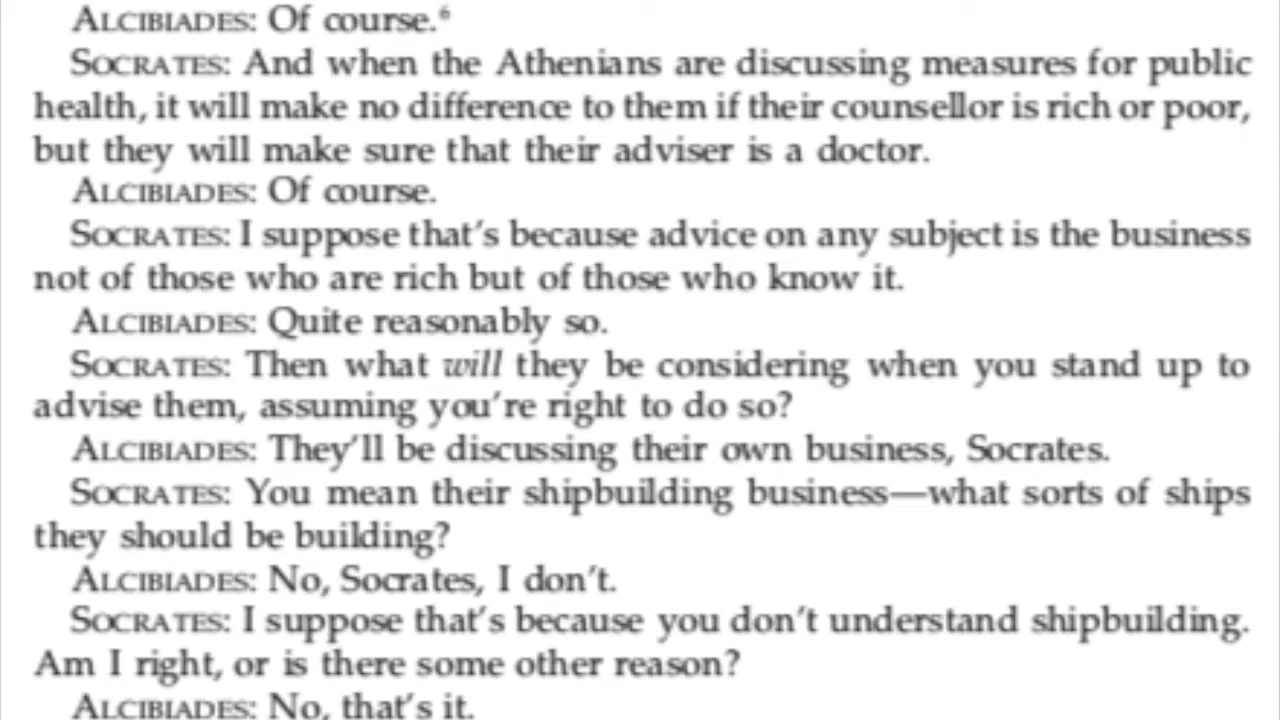 ALCIBIADES: Of course.⁶
SOCRATES: And when the Athenians are discussing measures for public
health, it will make no difference to them if their counsellor is rich or poor,
but they will make sure that their adviser is a doctor.
ALCIBIADES: Of course.
SOCRATES: I suppose that's because advice on any subject is the business
not of those who are rich but of those who know it.
ALCIBIADES: Quite reasonably so.
SOCRATES: Then what will they be considering when you stand up to
advise them, assuming you're right to do so?
ALCIBIADES: They'll be discussing their own business, Socrates.
SOCRATES: You mean their shipbuilding business—what sorts of ships
they should be building?
ALCIBIADES: No, Socrates, I don't.
SOCRATES: I suppose that's because you don't understand shipbuilding.
Am I right, or is there some other reason?
ALCIBIADES: No, that's it.